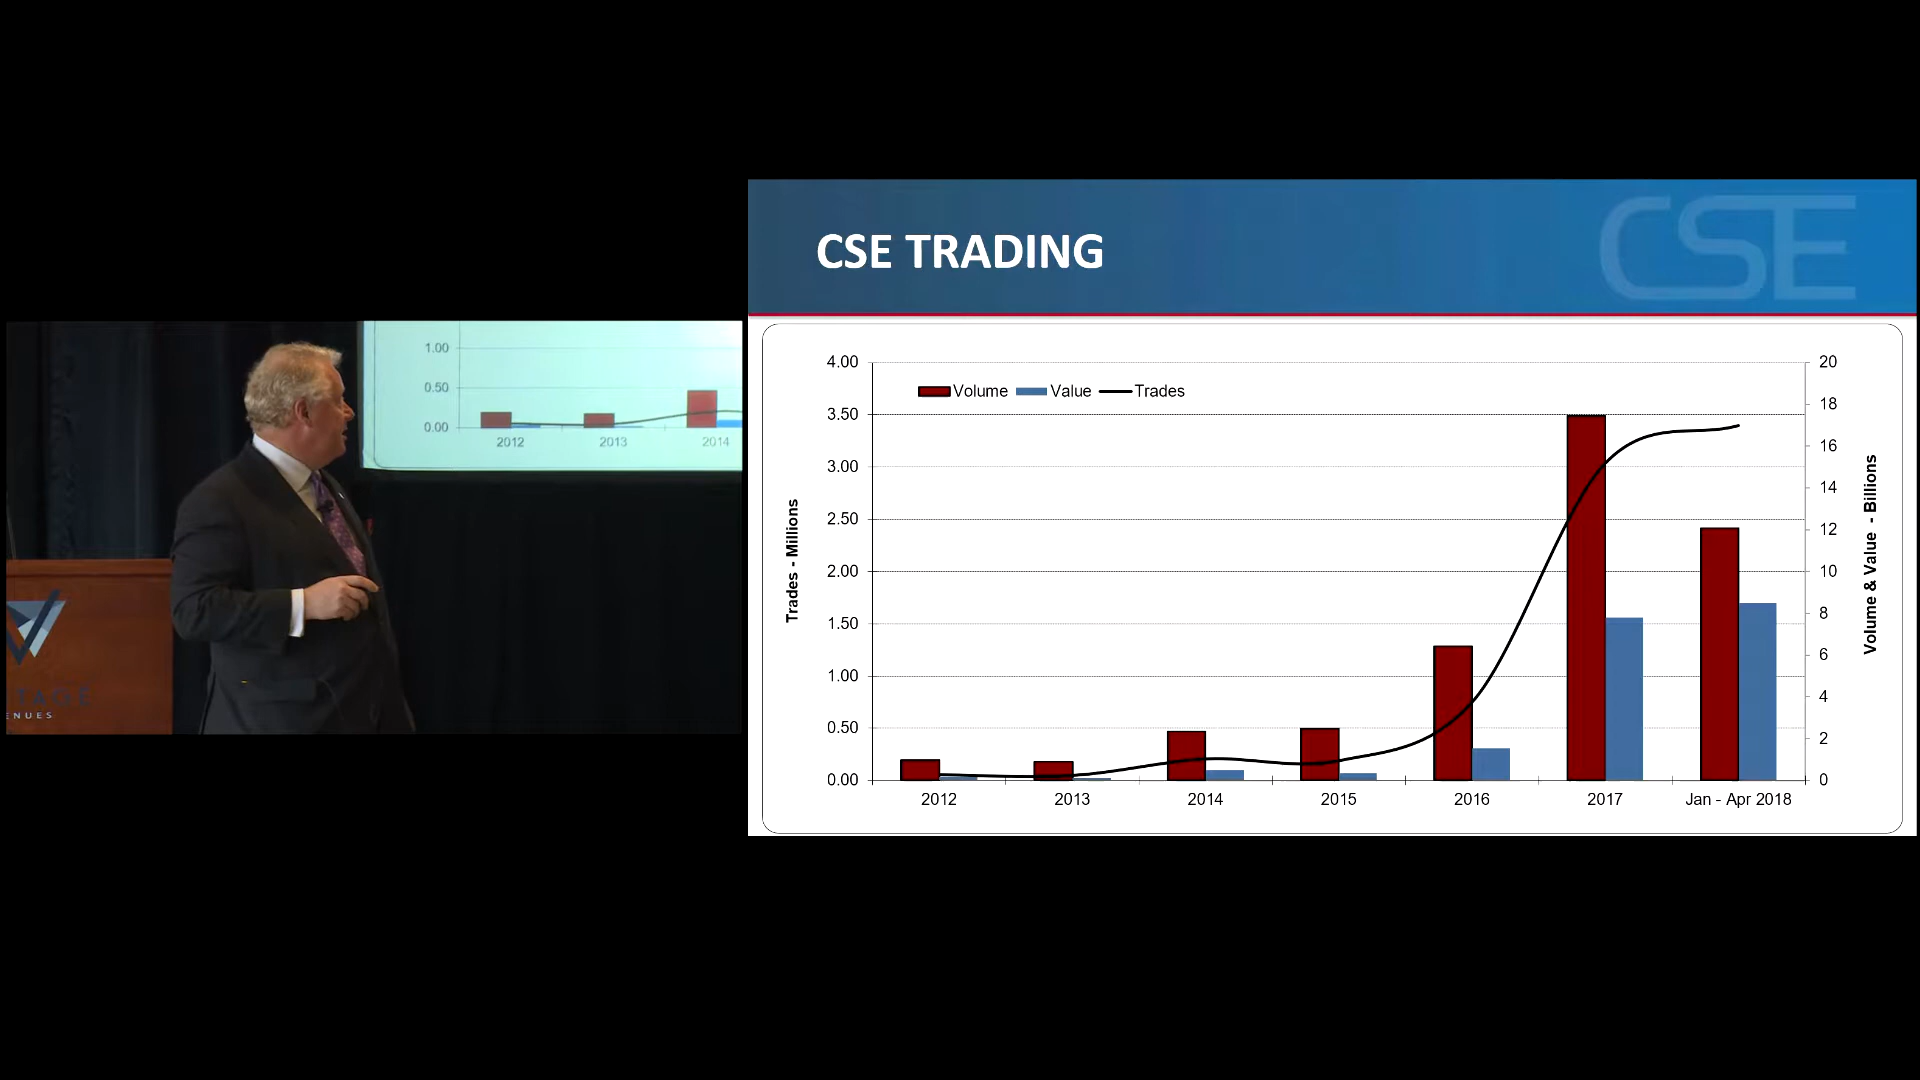 1.00
0.50
0.00
2012 2013 2014
TAGE
ENUES
CSE
CSE TRADING
Volume Value Trades
4.00
3.50
3.00
2.50
2.00
1.50
1.00
0.50
0.00
Trades - Millions
20
18
16
14
12
10
8
6
4
2
0
Volume & Value - Billions
2012 2013 2014 2015 2016 2017 Jan - Apr 2018